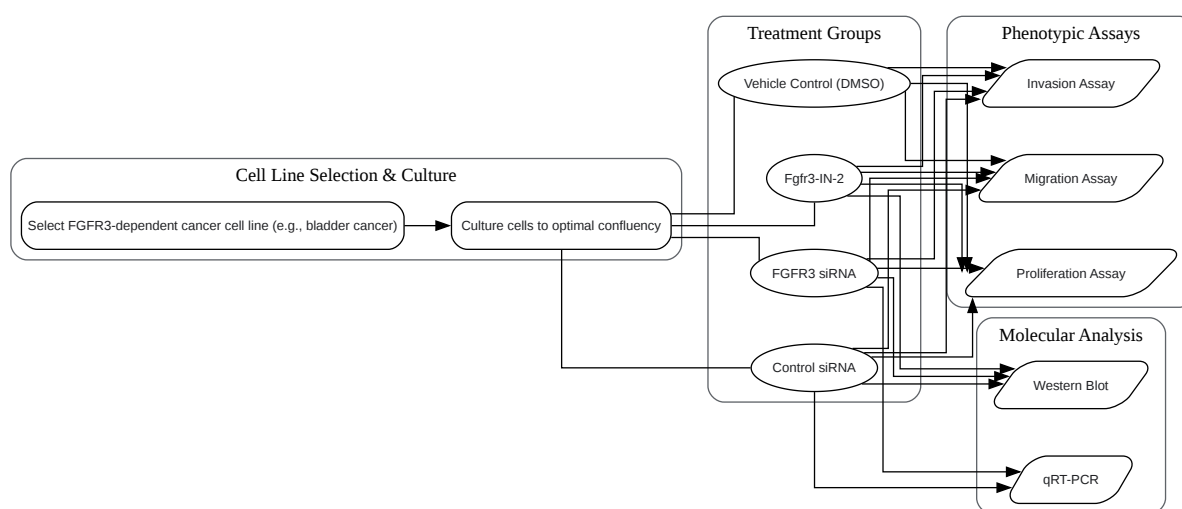 Cell Line Selection & Culture
Select FGFR3-dependent cancer cell line (e.g., bladder cancer)
Culture cells to optimal confluency
Treatment Groups
Vehicle Control (DMSO)
Fgfr3-IN-2
FGFR3 siRNA
Control siRNA
Phenotypic Assays
Invasion Assay
Migration Assay
Proliferation Assay
Molecular Analysis
Western Blot
qRT-PCR